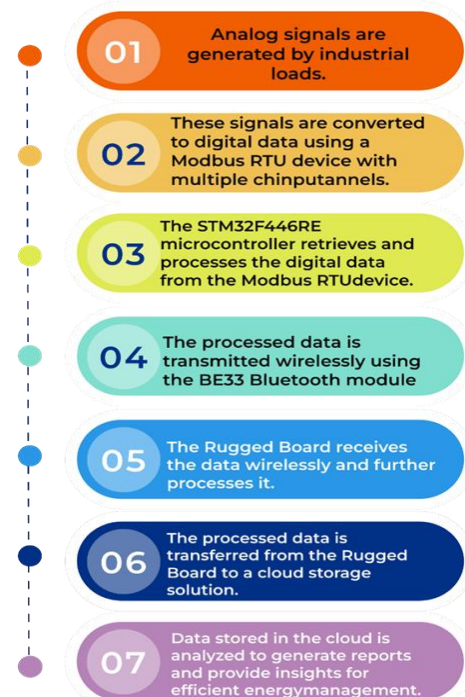 01
Analog signals are
generated by industrial
loads.
02
These signals are converted
to digital data using a
Modbus RTU device with
multiple chinputannels.
03
The STM32F446RE
microcontroller retrieves and
processes the digital data
from the Modbus RTUdevice.
04
The processed data is
transmitted wirelessly using
the BE33 Bluetooth module
05
The Rugged Board receives
the data wirelessly and further
processes it.
06
The processed data is
transferred from the Rugged
Board to a cloud storage
solution.
07
Data stored in the cloud is
analyzed to generate reports
and provide insights for
efficient energymanagement.